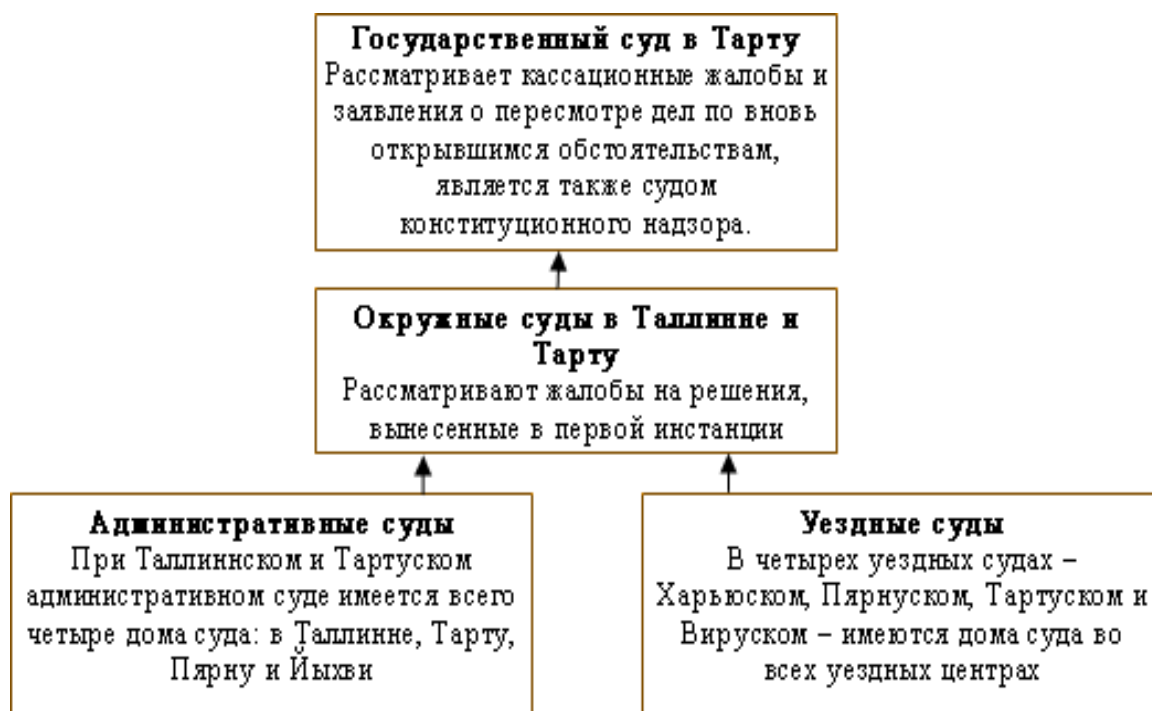 Государственный суд в Тарту
Рассматривает кассационные жалобы и
заявления о пересмотре дел по вновь
открывшимся обстоятельствам,
является также судом
конституционного надзора.
Окружные суды в Таллинне и
Тарту
Рассматривают жалобы на решения,
вынесенные в первой инстанции
Административные суды
При Таллиннском и Тартуском
административном суде имеется всего
четыре дома суда: в Таллинне, Тарту,
Пярну и Йыхви
Уездные суды
В четырех уездных судах –
Харьюском, Пярнуском, Тартуском и
Вируском – имеются дома суда во
всех уездных центрах